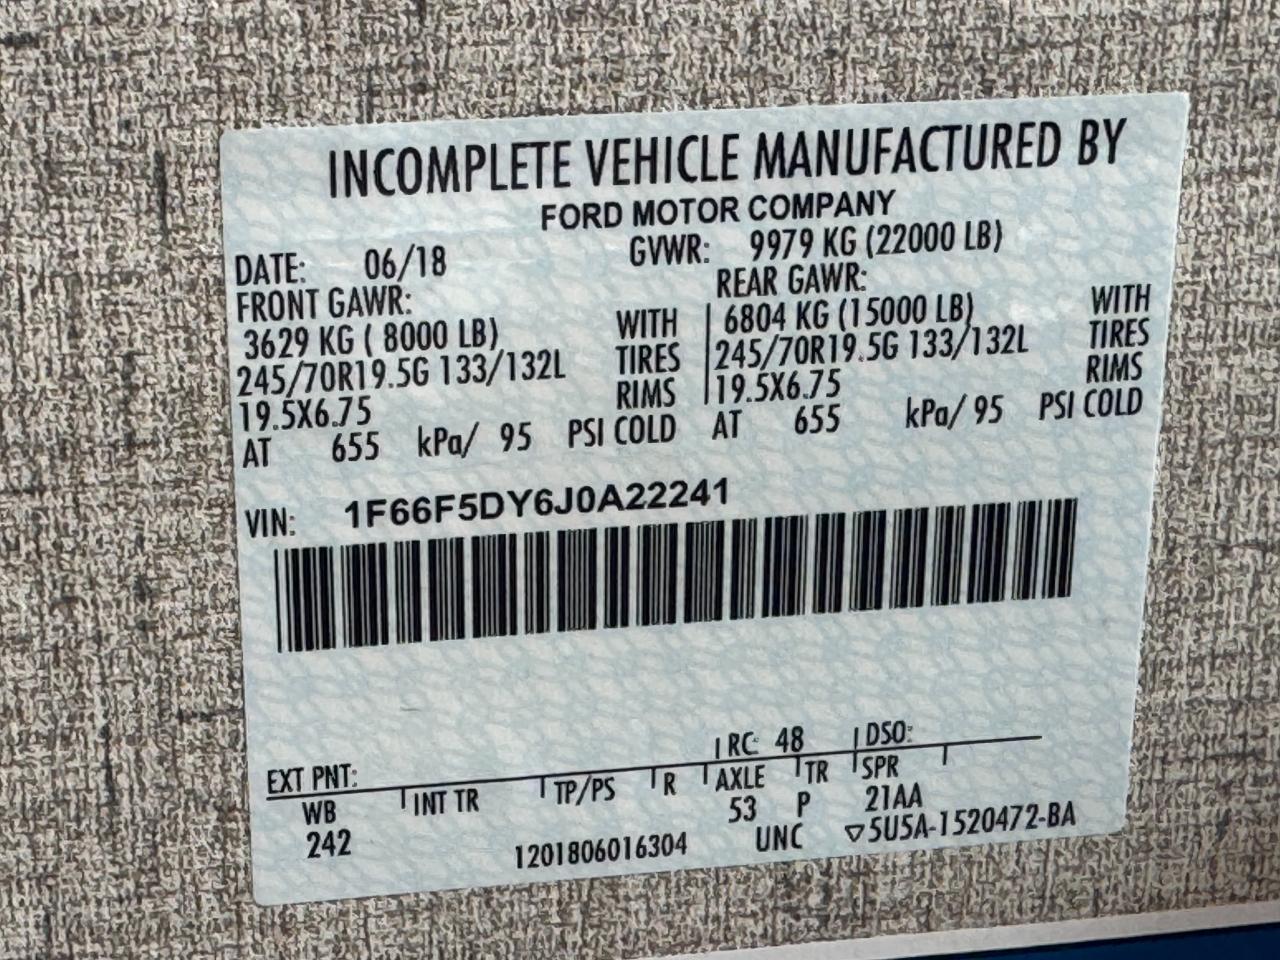 INCOMPLETE VEHICLE MANUFACTURED BY
FORD MOTOR COMPANY
DATE: 06/18 GVWR: 9979 KG (22000 LB)
FRONT GAWR: REAR GAWR:
3629 KG ( 8000 LB) WITH 6804 KG (15000 LB) WITH
245/70R19.5G 133/132L TIRES 245/70R19.5G 133/132L TIRES
19.5X6.75 RIMS 19.5X6.75 RIMS
AT 655 kPa/ 95 PSI COLD AT 655 kPa/ 95 PSI COLD
VIN: 1F66F5DY6J0A22241
EXT PNT: RC: 48 DSO:
WB INT TR TP/PS R AXLE TR SPR
242 53 P 21AA
1201806016304 UNC ▽5U5A-1520472-BA